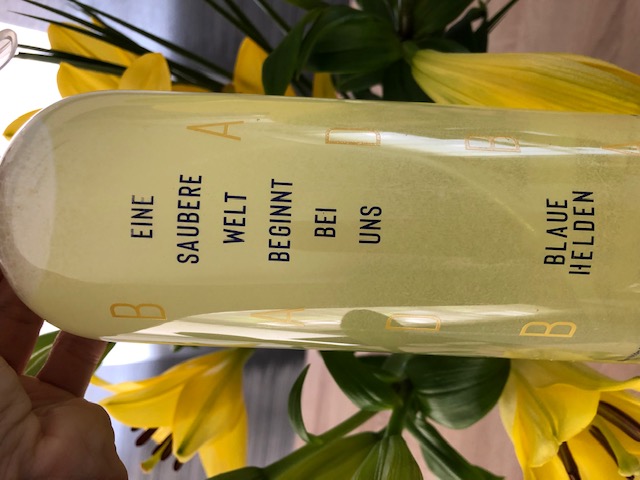 B
A
D
B
EINE
SAUBERE
WELT
BEGINNT
BEI
UNS
BLAUE
HELDEN
A
D
B